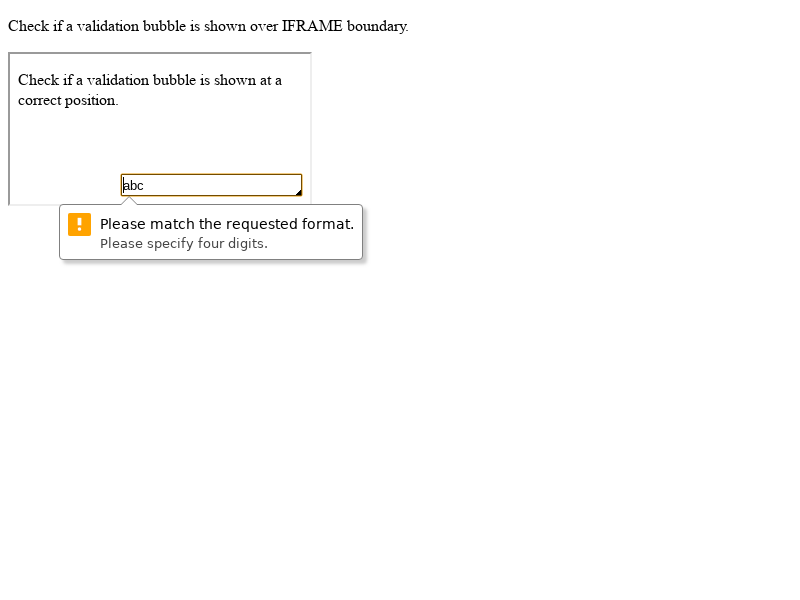 Check if a validation bubble is shown over IFRAME boundary.
Check if a validation bubble is shown at a
correct position.
abc
Please match the requested format.
Please specify four digits.